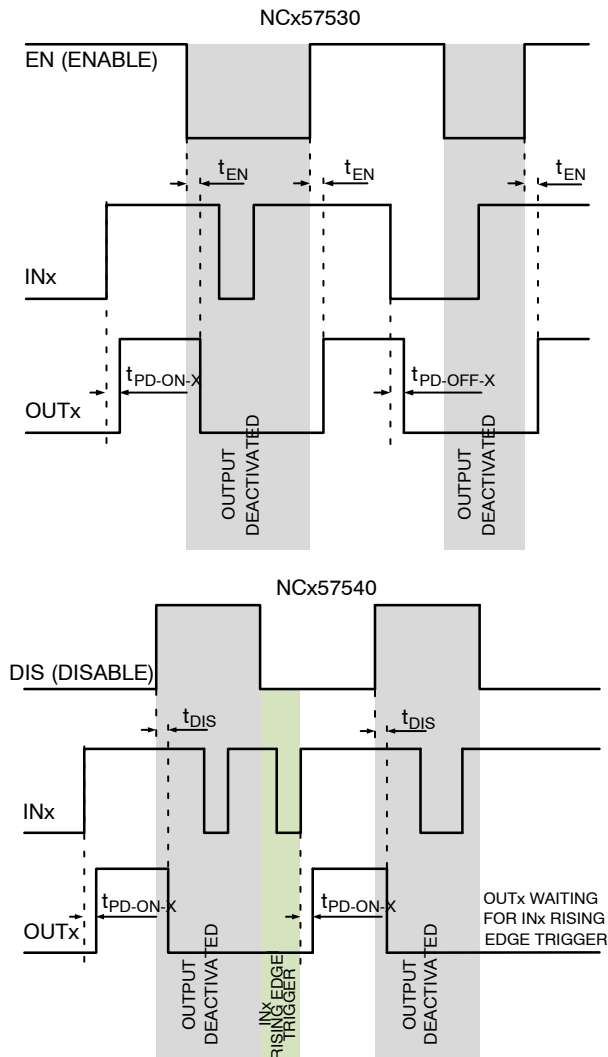 NCx57530
EN (ENABLE)
tEN
tEN
tEN
INx
tPD-ON-X
tPD-OFF-X
OUTx
OUTPUT
DEACTIVATED
OUTPUT
DEACTIVATED
NCx57540
DIS (DISABLE)
tDIS
tDIS
INx
tPD-ON-X
tPD-ON-X
OUTx
OUTx WAITING
FOR INx RISING
EDGE TRIGGER
OUTPUT
DEACTIVATED
INx
RISING EDGE
TRIGGER
OUTPUT
DEACTIVATED